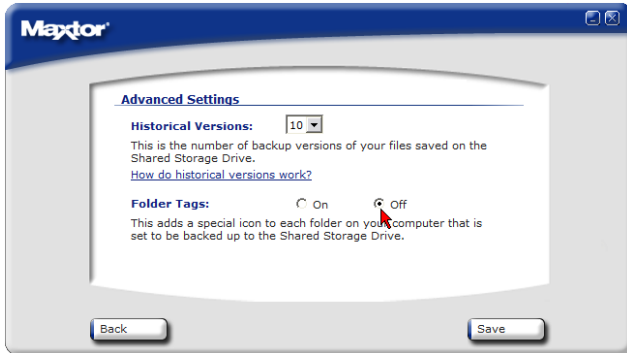 Maxtor
Advanced Settings
Historical Versions: 10
This is the number of backup versions of your files saved on the
Shared Storage Drive.
How do historical versions work?
Folder Tags: On Off
This adds a special icon to each folder on your computer that is
set to be backed up to the Shared Storage Drive.
Back Save